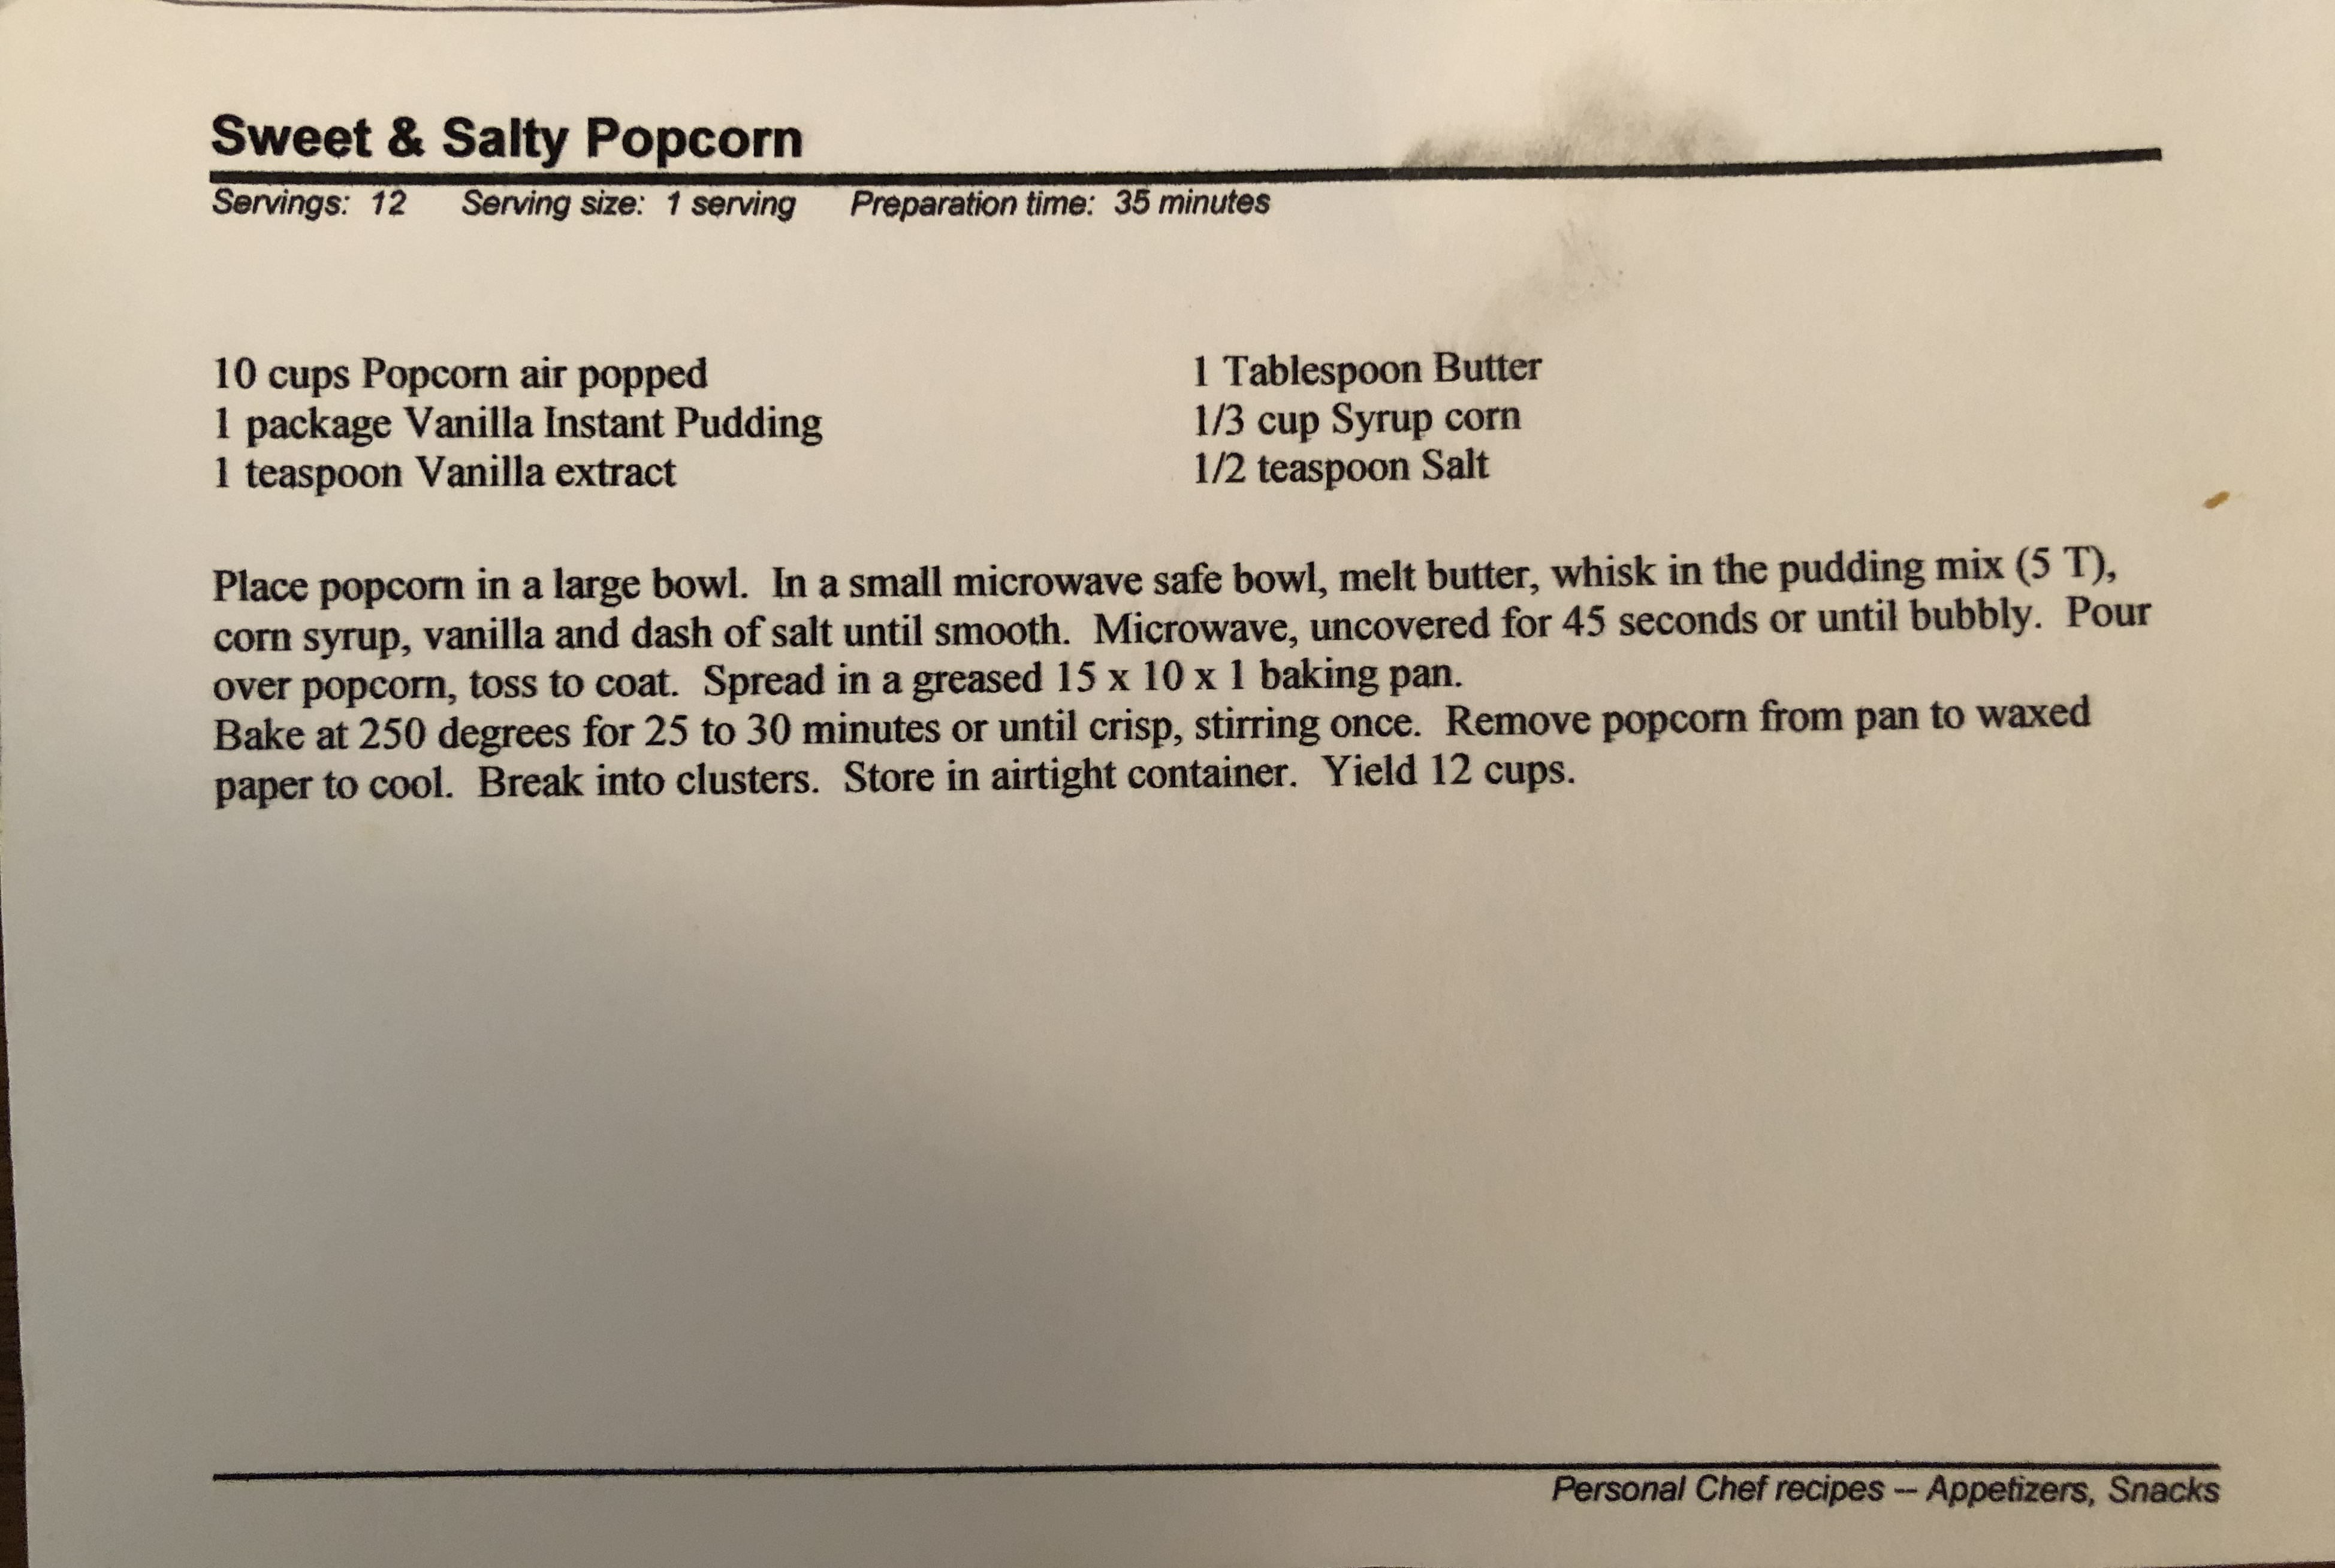 Sweet & Salty Popcorn
Servings: 12 Serving size: 1 serving Preparation time: 35 minutes
10 cups Popcorn air popped
1 package Vanilla Instant Pudding
1 teaspoon Vanilla extract
1 Tablespoon Butter
1/3 cup Syrup corn
1/2 teaspoon Salt
Place popcorn in a large bowl. In a small microwave safe bowl, melt butter, whisk in the pudding mix (5 T),
corn syrup, vanilla and dash of salt until smooth. Microwave, uncovered for 45 seconds or until bubbly. Pour
over popcorn, toss to coat. Spread in a greased 15 x 10 x 1 baking pan.
Bake at 250 degrees for 25 to 30 minutes or until crisp, stirring once. Remove popcorn from pan to waxed
paper to cool. Break into clusters. Store in airtight container. Yield 12 cups.
Personal Chef recipes -- Appetizers, Snacks